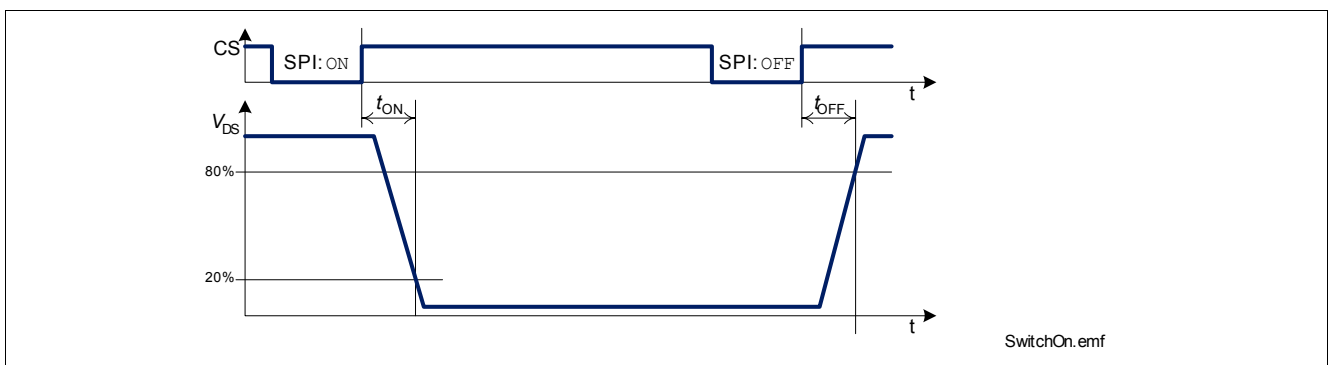 CS
SPI: ON
SPI: OFF
t
tON
tOFF
VDS
80%
20%
t
SwitchOn.emf